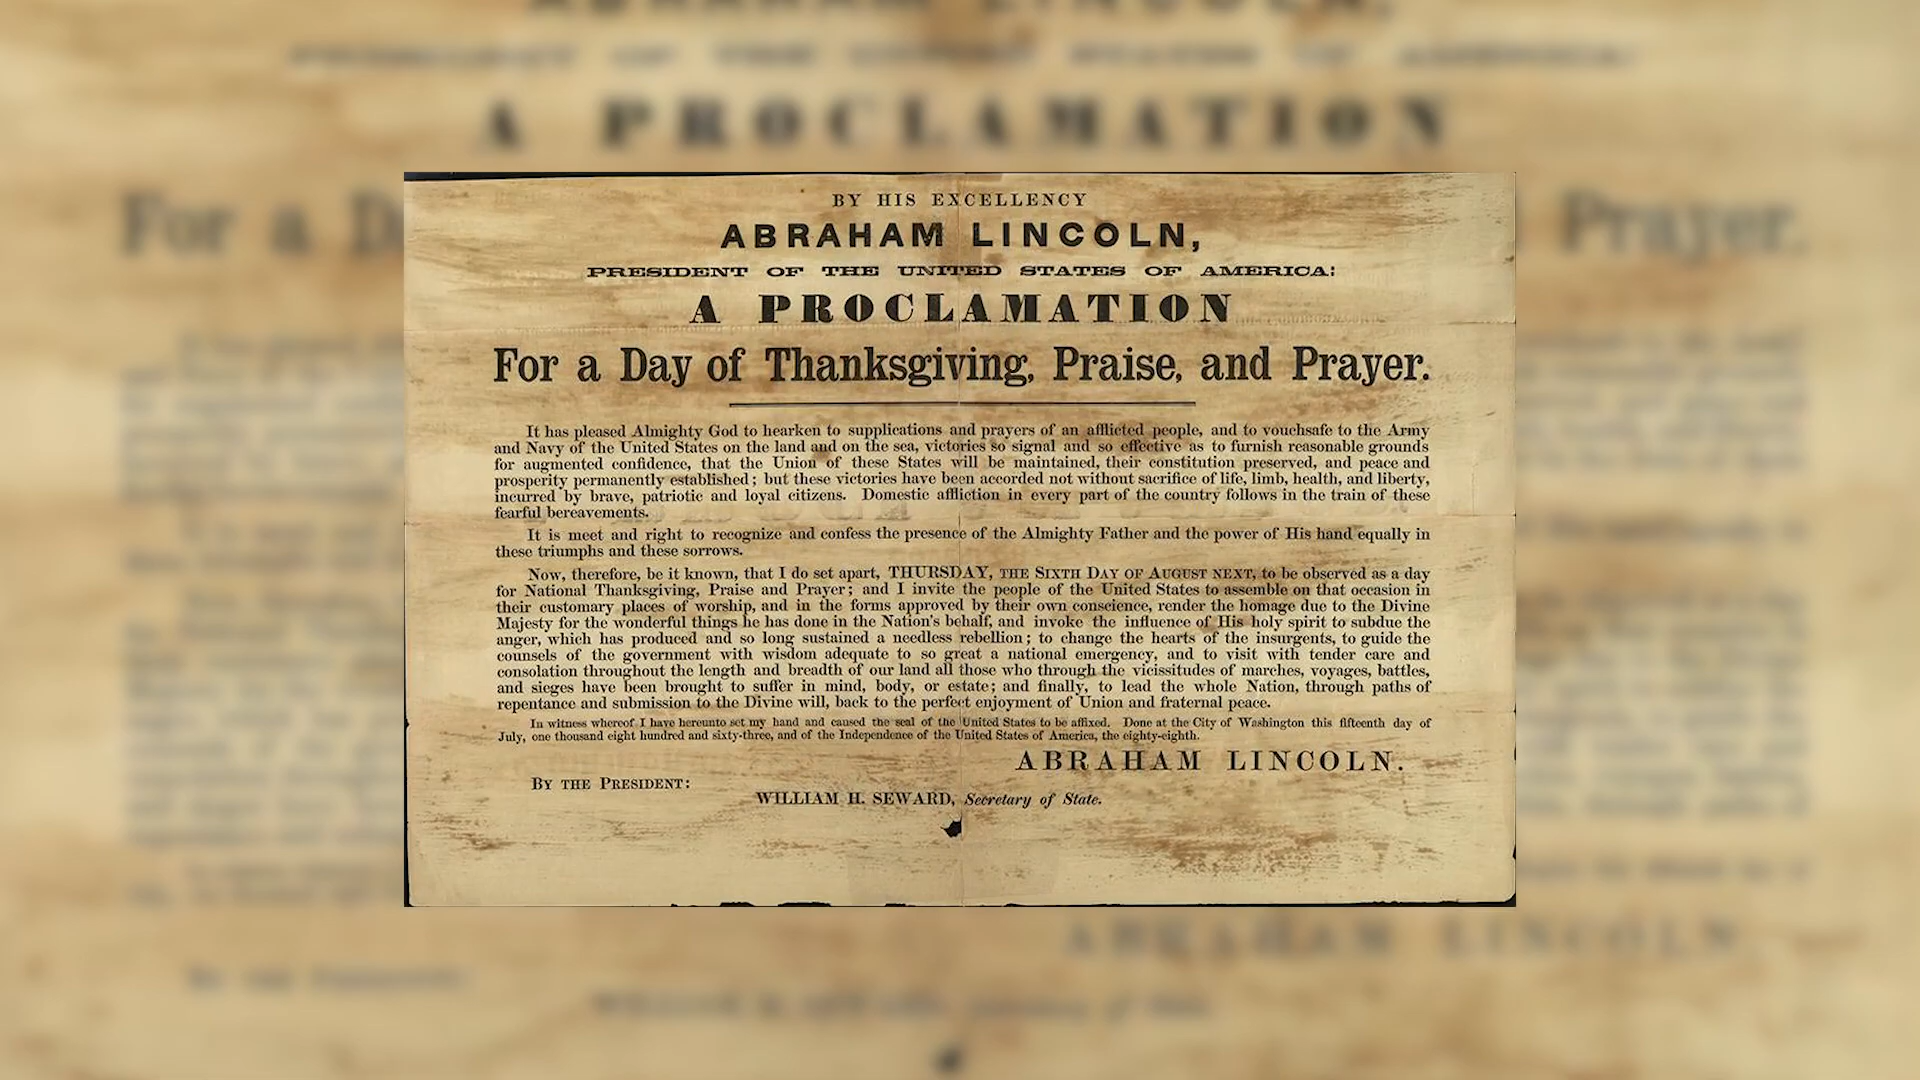 BY HIS EXCELLENCY
ABRAHAM LINCOLN,
PRESIDENT OF THE UNITED STATES OF AMERICA:
A PROCLAMATION
For a Day of Thanksgiving, Praise, and Prayer.
It has pleased Almighty God to hearken to supplications and prayers of an afflicted people, and to vouchsafe to the Army
and Navy of the United States on the land and on the sea, victories so signal and so effective as to furnish reasonable grounds
for augmented confidence, that the Union of these States will be maintained, their constitution preserved, and peace and
prosperity permanently established; but these victories have been accorded not without sacrifice of life, limb, health, and liberty,
incurred by brave, patriotic and loyal citizens. Domestic affliction in every part of the country follows in the train of these
fearful bereavements.
It is meet and right to recognize and confess the presence of the Almighty Father and the power of His hand equally in
these triumphs and these sorrows.
Now, therefore, be it known, that I do set apart, THURSDAY, THE SIXTH DAY OF AUGUST NEXT, to be observed as a day
for National Thanksgiving, Praise and Prayer; and I invite the people of the United States to assemble on that occasion in
their customary places of worship, and in the forms approved by their own conscience, render the homage due to the Divine
Majesty for the wonderful things he has done in the Nation's behalf, and invoke the influence of His holy spirit to subdue the
anger, which has produced and so long sustained a needless rebellion; to change the hearts of the insurgents, to guide the
counsels of the government with wisdom adequate to so great a national emergency, and to visit with tender care and
consolation throughout the length and breadth of our land all those who through the vicissitudes of marches, voyages, battles,
and sieges have been brought to suffer in mind, body, or estate; and finally, to lead the whole Nation, through paths of
repentance and submission to the Divine will, back to the perfect enjoyment of Union and fraternal peace.
In witness whereof I have hereunto set my hand and caused the seal of the United States to be affixed. Done at the City of Washington this fifteenth day of
July, one thousand eight hundred and sixty-three, and of the Independence of the United States of America, the eighty-eighth.
ABRAHAM LINCOLN.
BY THE PRESIDENT:
WILLIAM H. SEWARD, Secretary of State.